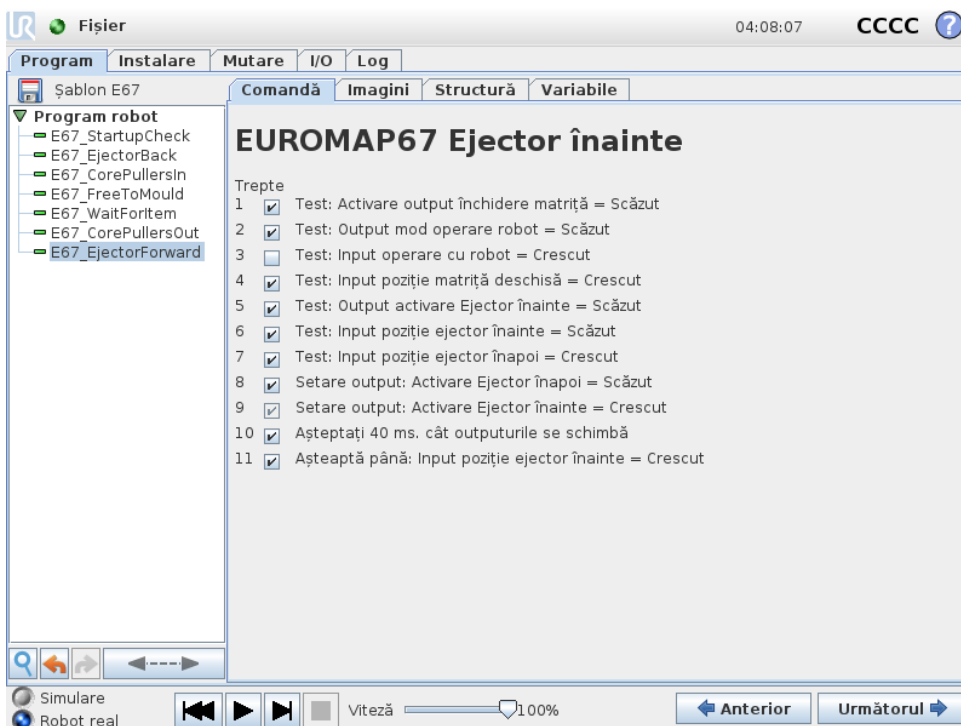 UR Fișier 04:08:07 CCCC ?
Program Instalare Mutare I/O Log
Șablon E67
Comandă Imagini Structură Variabile
Program robot
E67_StartupCheck
E67_EjectorBack
E67_CorePullersIn
E67_FreeToMould
E67_WaitForItem
E67_CorePullersOut
E67_EjectorForward
EUROMAP67 Ejector înainte
Trepte
1 Test: Activare output închidere matriță = Scăzut
2 Test: Output mod operare robot = Scăzut
3 Test: Input operare cu robot = Crescut
4 Test: Input poziție matriță deschisă = Crescut
5 Test: Output activare Ejector înainte = Scăzut
6 Test: Input poziție ejector înainte = Scăzut
7 Test: Input poziție ejector înapoi = Crescut
8 Setare output: Activare Ejector înapoi = Scăzut
9 Setare output: Activare Ejector înainte = Crescut
10 Așteptați 40 ms. cât outputurile se schimbă
11 Așteaptă până: Input poziție ejector înainte = Crescut
Simulare
Robot real
Viteză 100%
Anterior Următorul